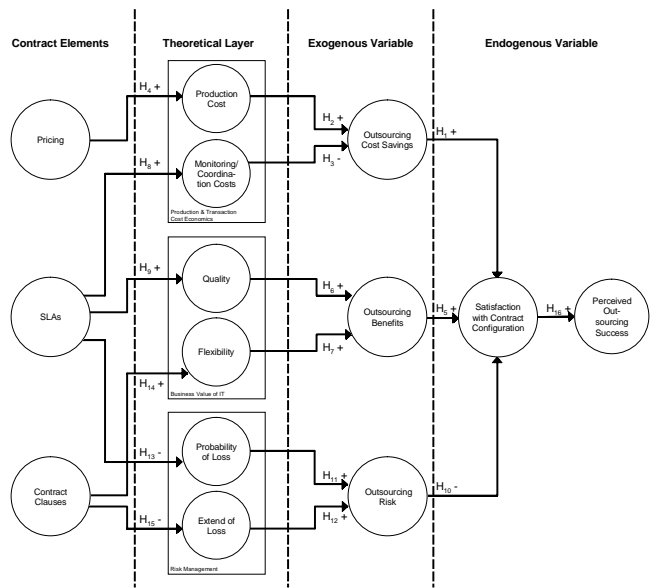 Contract Elements
Theoretical Layer
Exogenous Variable
Endogenous Variable
H4 +
Production
Cost
H2 +
Pricing
Outsourcing
Cost Savings
H1 +
H8 +
Monitoring/
Coordina-
tion Costs
H3 -
Production & Transaction
Cost Economics
H9 +
Quality
H6 +
SLAs
Outsourcing
Benefits
H5 +
Satisfaction
with Contract
Configuration
H16 +
Perceived
Out-
sourcing
Success
Flexibility
H7 +
H14 +
Business Value of IT
H13 -
Probability
of Loss
H11 +
Contract
Clauses
Outsourcing
Risk
H10 -
H15 -
Extend of
Loss
H12 +
Risk Management